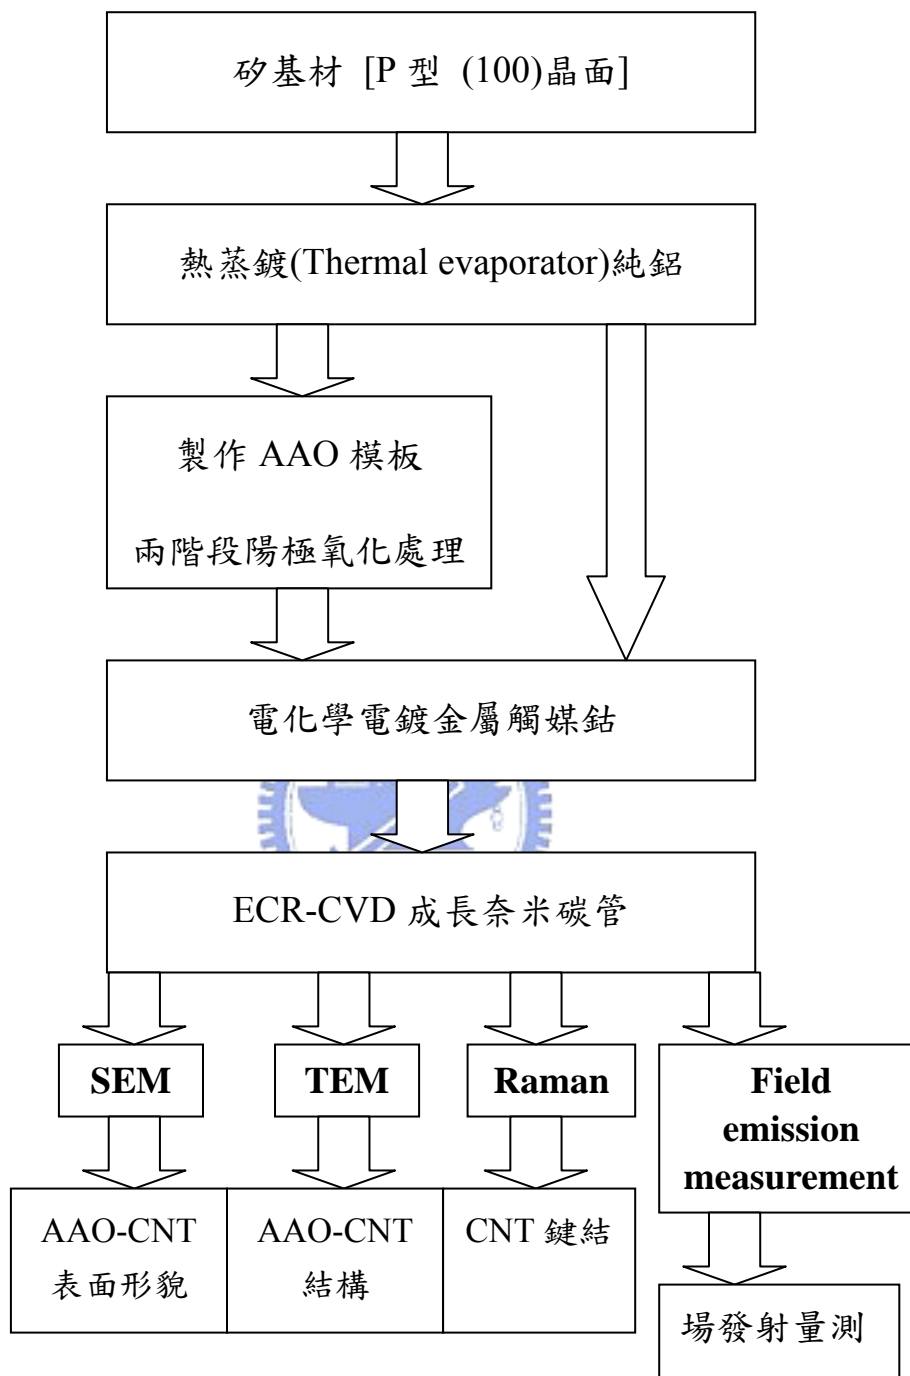 矽基材 [P 型 (100)晶面]
熱蒸鍍(Thermal evaporator)純鋁
製作 AAO 模板
兩階段陽極氧化處理
電化學電鍍金屬觸媒鈷
ECR-CVD 成長奈米碳管
SEM
TEM
Raman
Field
emission
measurement
AAO-CNT
表面形貌
AAO-CNT
結構
CNT 鍵結
場發射量測